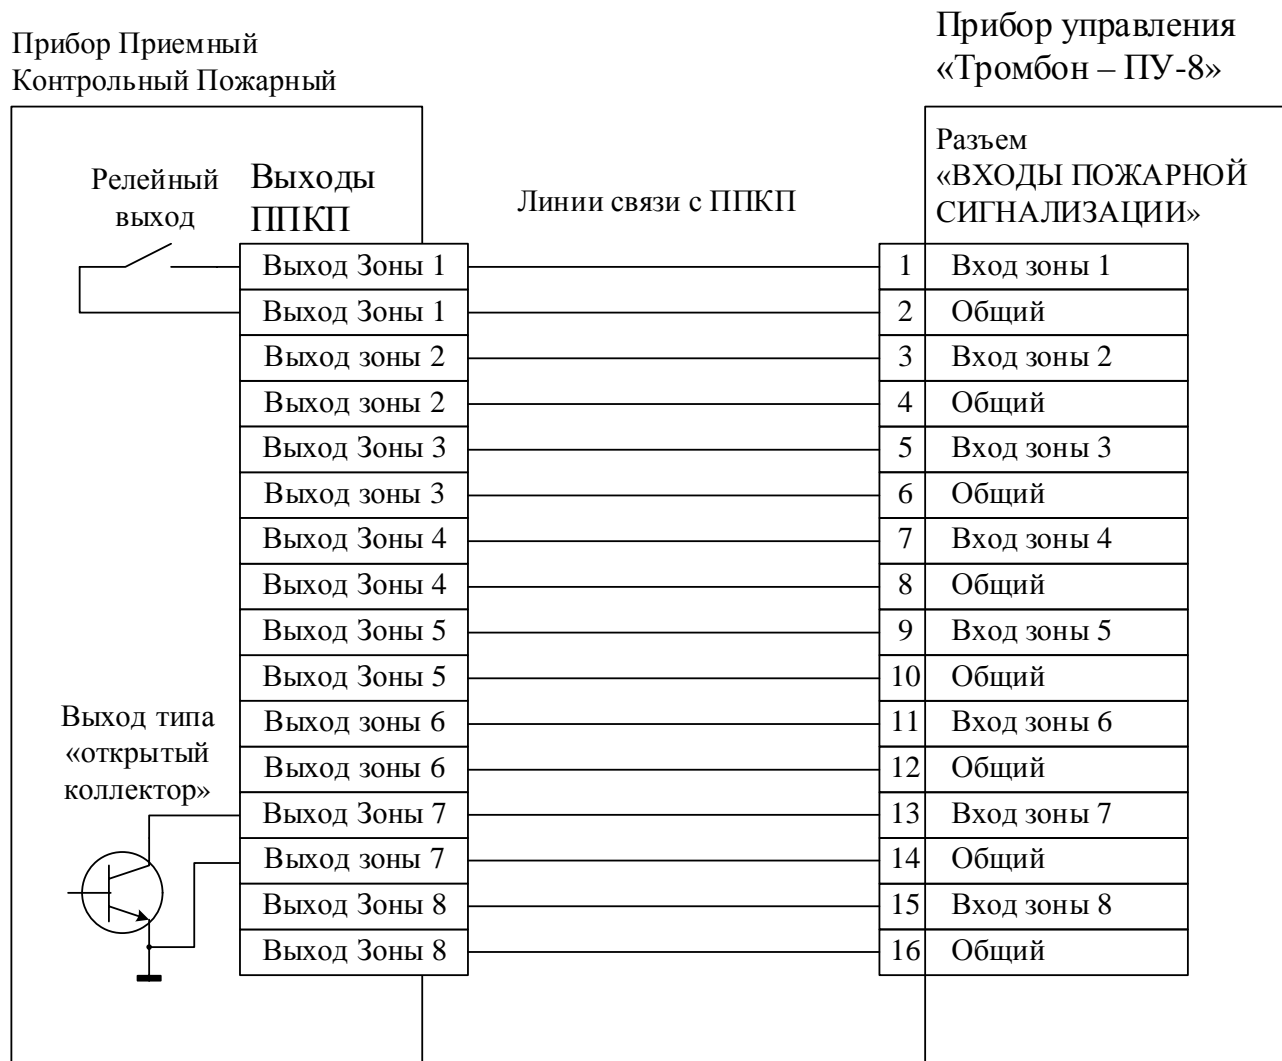 Прибор Приемный
Контрольный Пожарный
Прибор управления
«Тромбон – ПУ-8»
Релейный
выход
Выходы
ППКП
Линии связи с ППКП
Разъем
«ВХОДЫ ПОЖАРНОЙ
СИГНАЛИЗАЦИИ»
Выход Зоны 1 1 Вход зоны 1
Выход Зоны 1 2 Общий
Выход зоны 2 3 Вход зоны 2
Выход зоны 2 4 Общий
Выход Зоны 3 5 Вход зоны 3
Выход зоны 3 6 Общий
Выход Зоны 4 7 Вход зоны 4
Выход Зоны 4 8 Общий
Выход Зоны 5 9 Вход зоны 5
Выход Зоны 5 10 Общий
Выход зоны 6 11 Вход зоны 6
Выход зоны 6 12 Общий
Выход Зоны 7 13 Вход зоны 7
Выход зоны 7 14 Общий
Выход Зоны 8 15 Вход зоны 8
Выход Зоны 8 16 Общий
Выход типа
«открытый
коллектор»